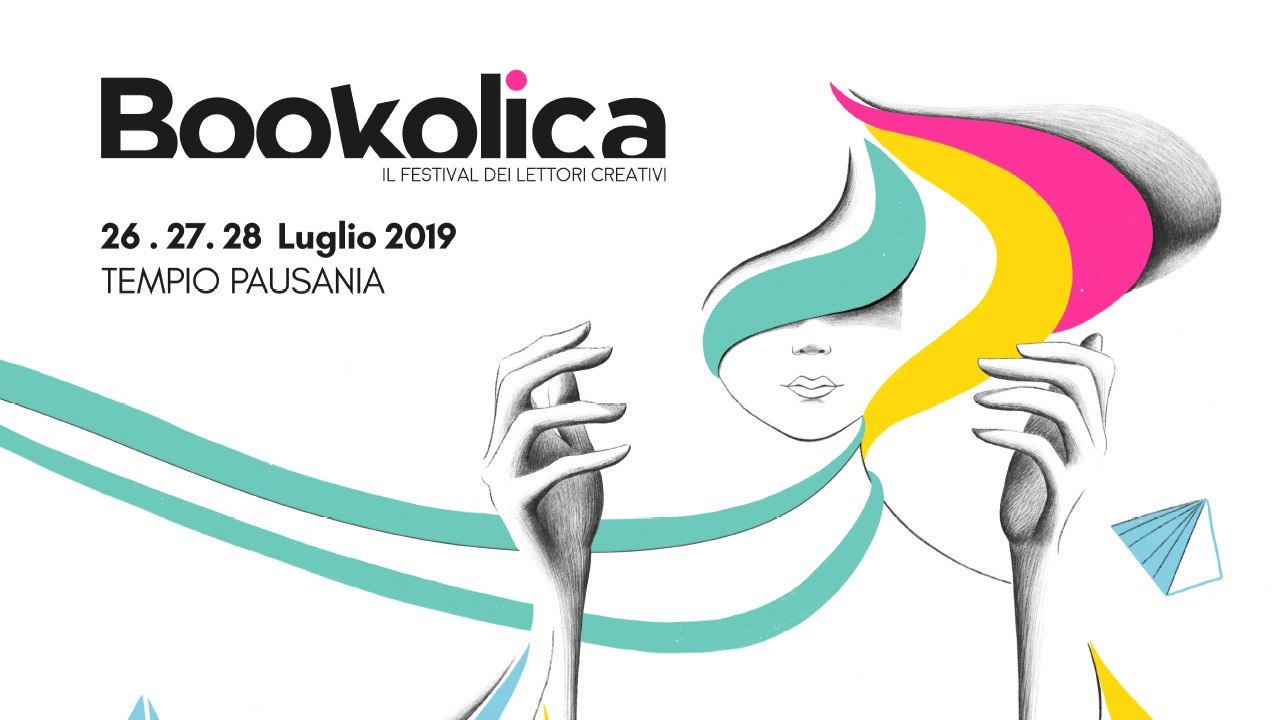 Bookolica
IL FESTIVAL DEI LETTORI CREATIVI
26 . 27. 28 Luglio 2019
TEMPIO PAUSANIA